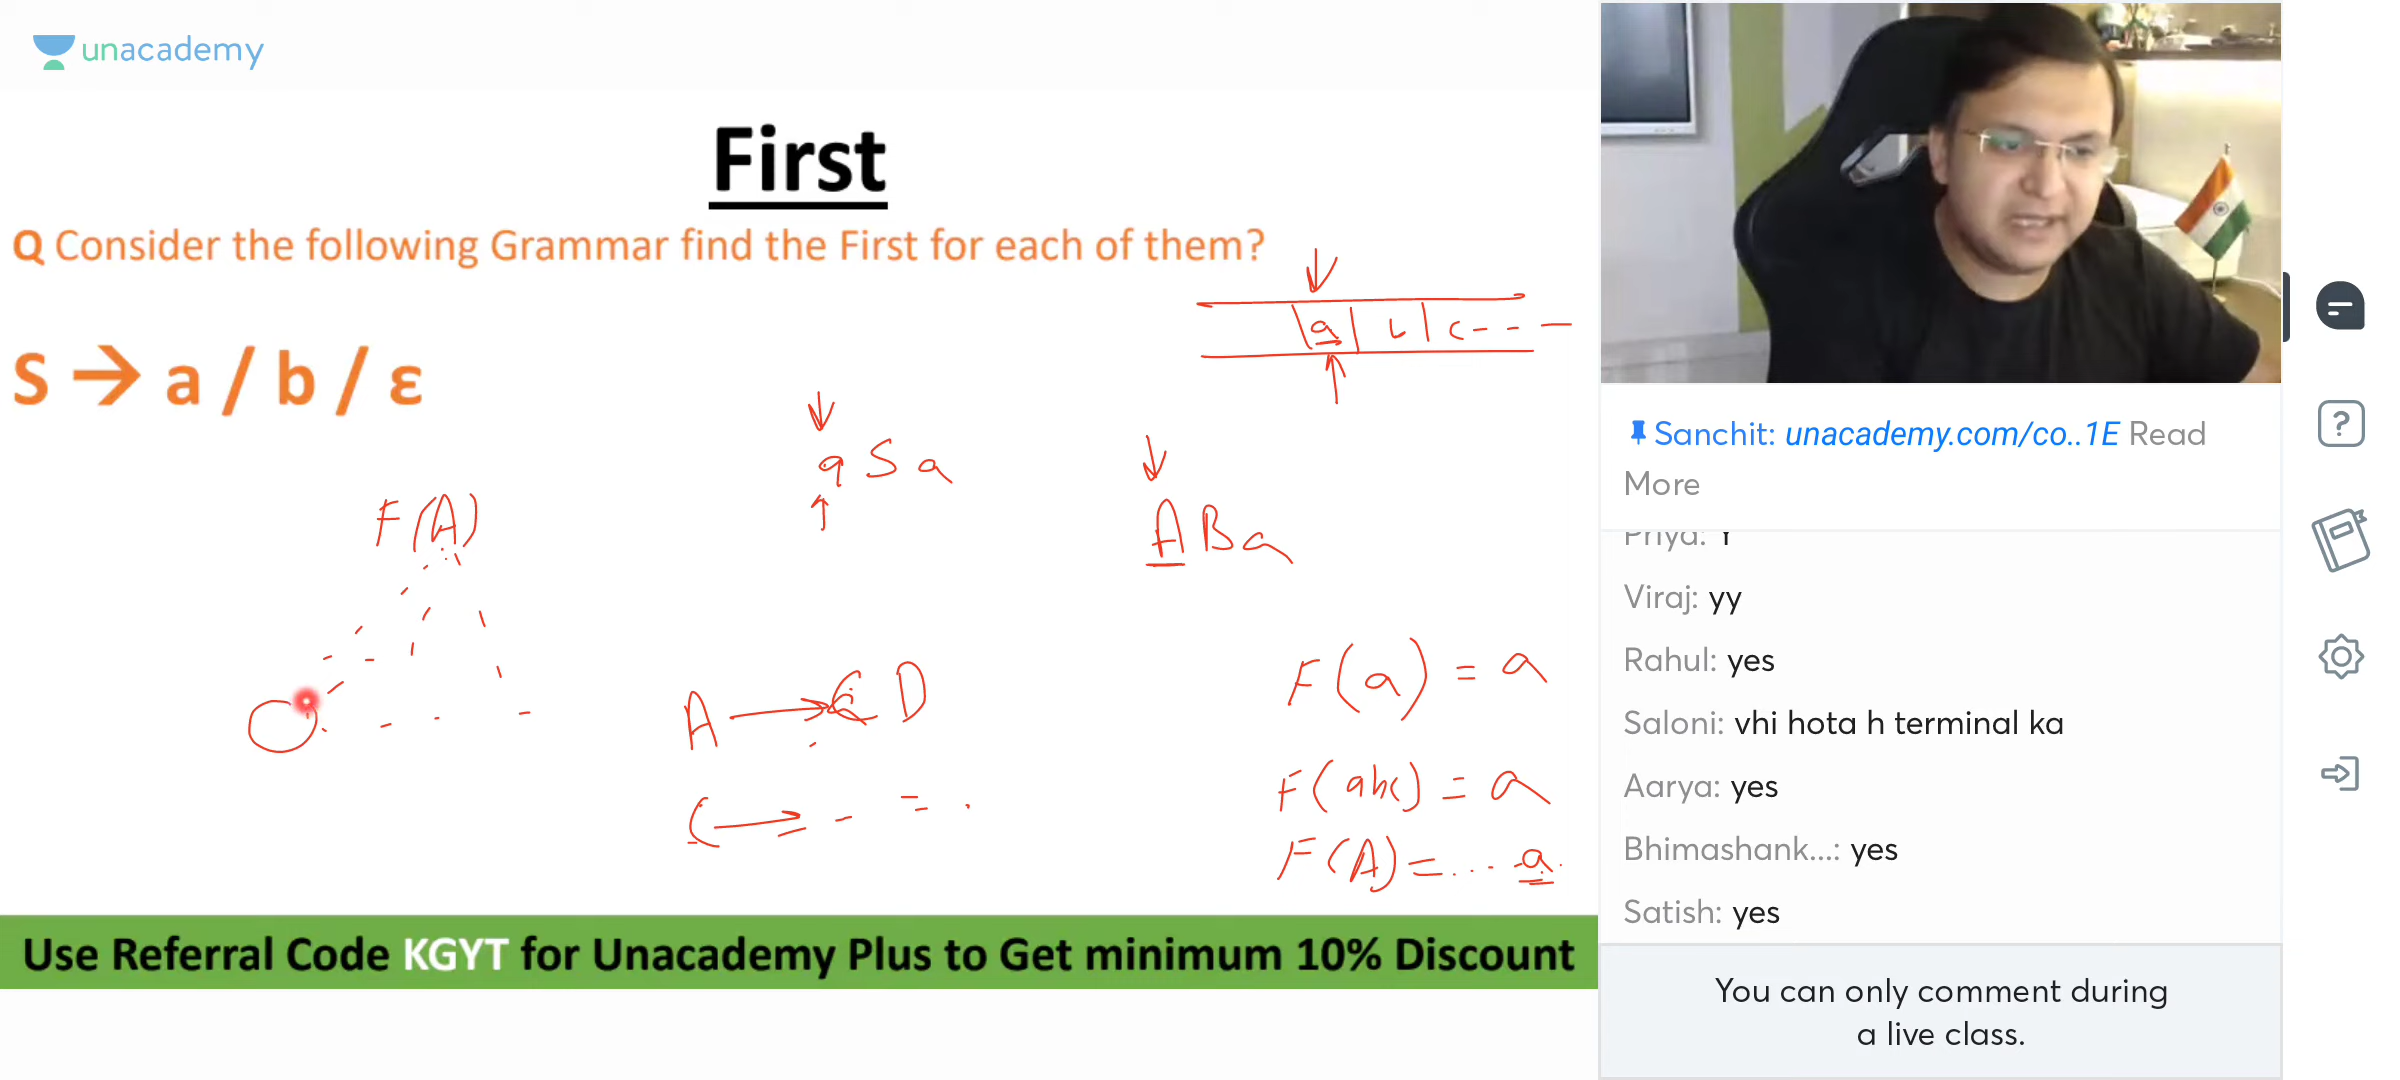 unacademy
First
Q Consider the following Grammar find the First for each of them?
S → a / b / ε
a b c - - -
a S a
A B a
F(A)
A → C D
C → - = .
F(a) = a
F(abc) = a
F(A) = ... a.
Use Referral Code KGYT for Unacademy Plus to Get minimum 10% Discount
Sanchit: unacademy.com/co..1E Read
More
Priya: Y
Viraj: yy
Rahul: yes
Saloni: vhi hota h terminal ka
Aarya: yes
Bhimashank...: yes
Satish: yes
You can only comment during
a live class.